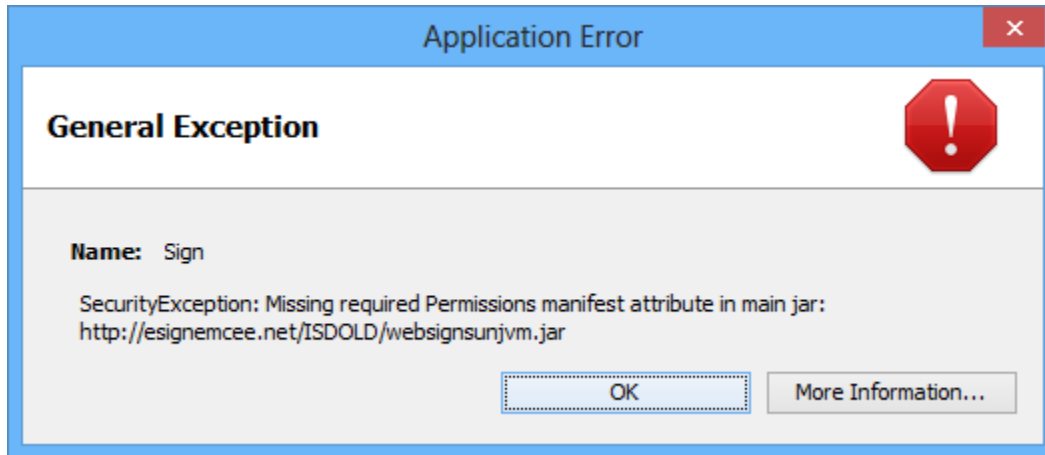 Application Error
General Exception
Name: Sign
SecurityException: Missing required Permissions manifest attribute in main jar:
http://esignemcee.net/ISDOLD/websignsunjvm.jar
OK More Information...